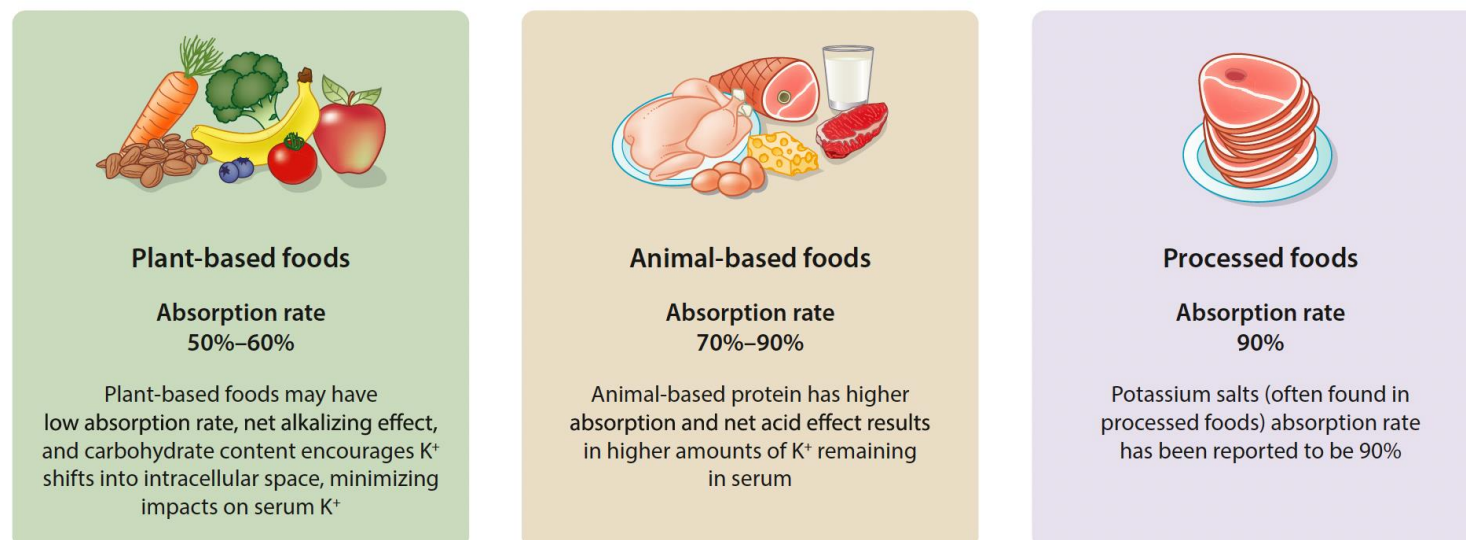 Plant-based foods
Absorption rate
50%–60%
Plant-based foods may have
low absorption rate, net alkalizing effect,
and carbohydrate content encourages K⁺
shifts into intracellular space, minimizing
impacts on serum K⁺
Animal-based foods
Absorption rate
70%–90%
Animal-based protein has higher
absorption and net acid effect results
in higher amounts of K⁺ remaining
in serum
Processed foods
Absorption rate
90%
Potassium salts (often found in
processed foods) absorption rate
has been reported to be 90%